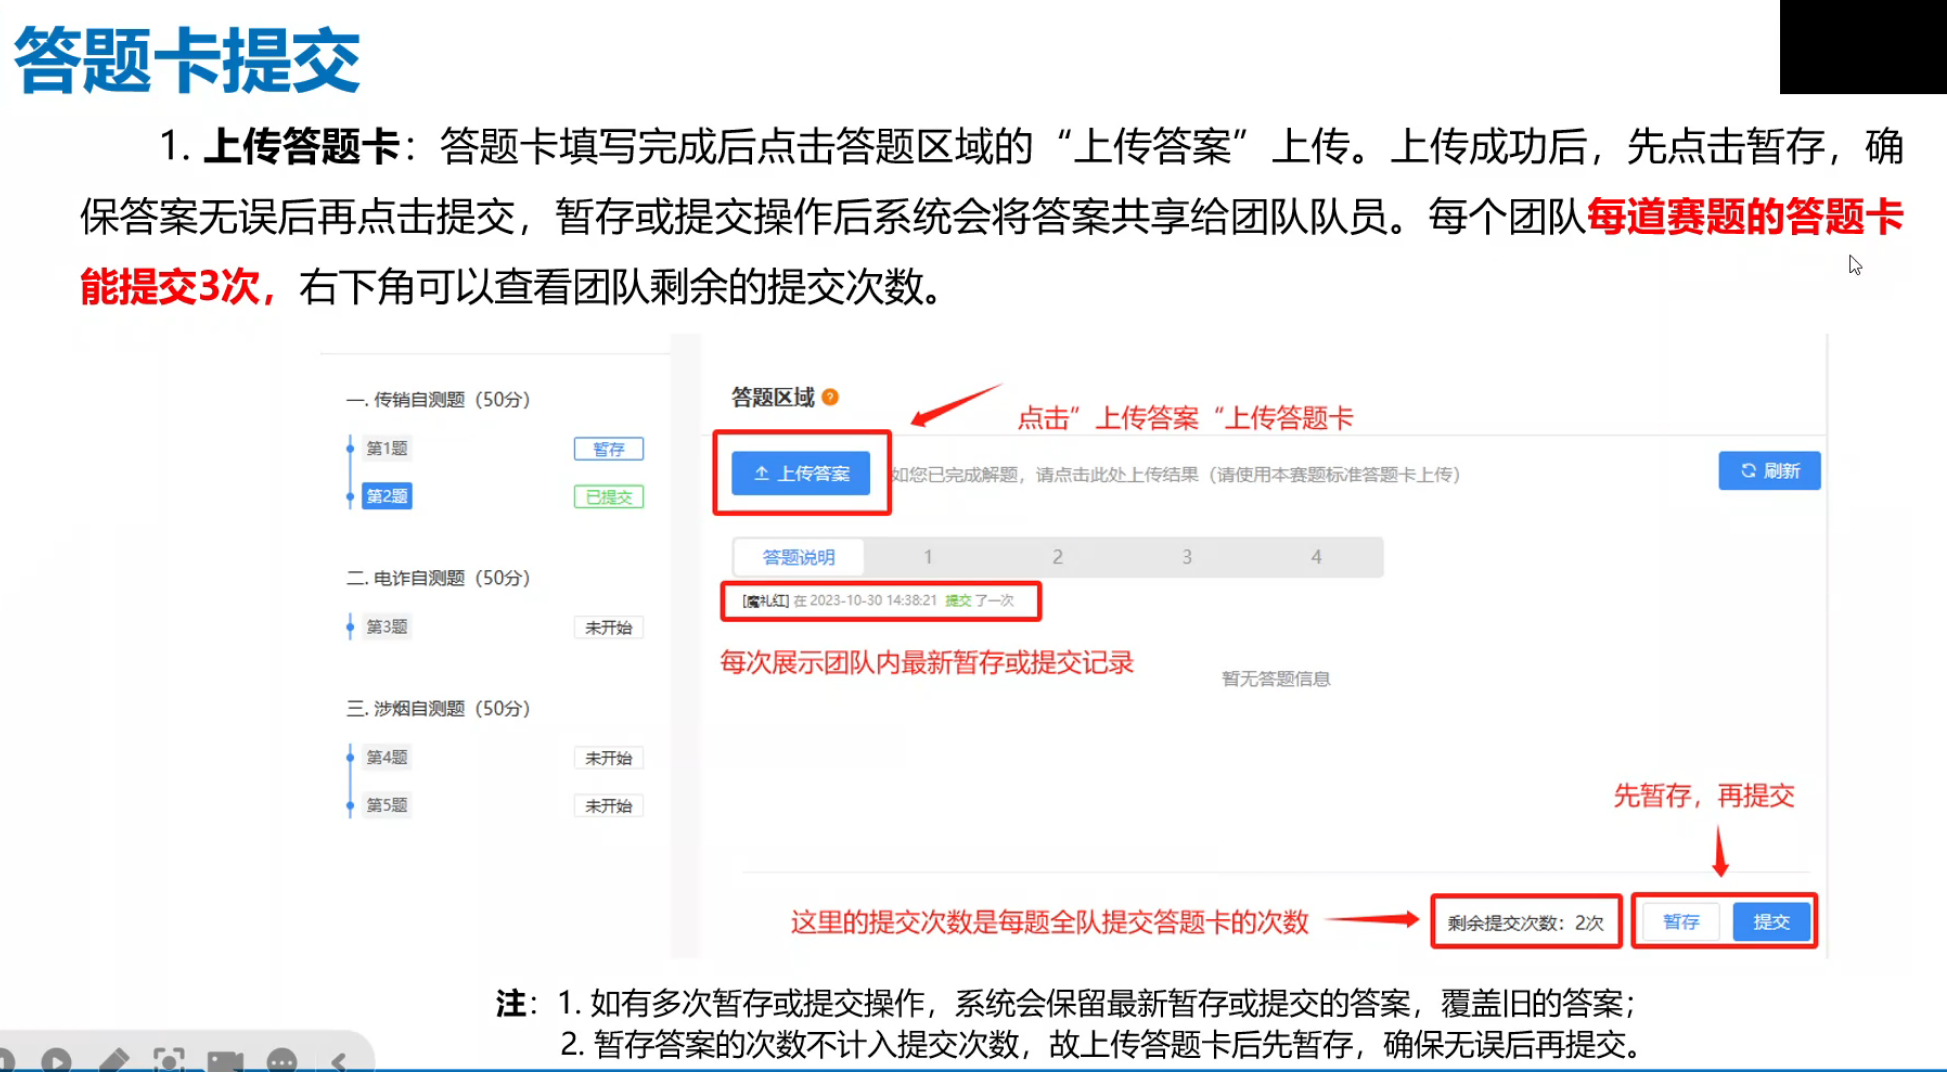 答题卡提交
1. 上传答题卡：答题卡填写完成后点击答题区域的“上传答案”上传。上传成功后，先点击暂存，确
保答案无误后再点击提交，暂存或提交操作后系统会将答案共享给团队队员。每个团队每道赛题的答题卡
能提交3次，右下角可以查看团队剩余的提交次数。
一. 传销自测题（50分）
第1题 暂存
第2题 已提交
二. 电诈自测题（50分）
第3题 未开始
三. 涉烟自测题（50分）
第4题 未开始
第5题 未开始
答题区域 ?
点击”上传答案“上传答题卡
上传答案 如您已完成解题，请点击此处上传结果（请使用本赛题标准答题卡上传） 刷新
答题说明 1 2 3 4
[魔礼红] 在 2023-10-30 14:38:21 提交了一次
每次展示团队内最新暂存或提交记录
暂无答题信息
先暂存，再提交
这里的提交次数是每题全队提交答题卡的次数 剩余提交次数：2次 暂存 提交
注：1. 如有多次暂存或提交操作，系统会保留最新暂存或提交的答案，覆盖旧的答案；
2. 暂存答案的次数不计入提交次数，故上传答题卡后先暂存，确保无误后再提交。